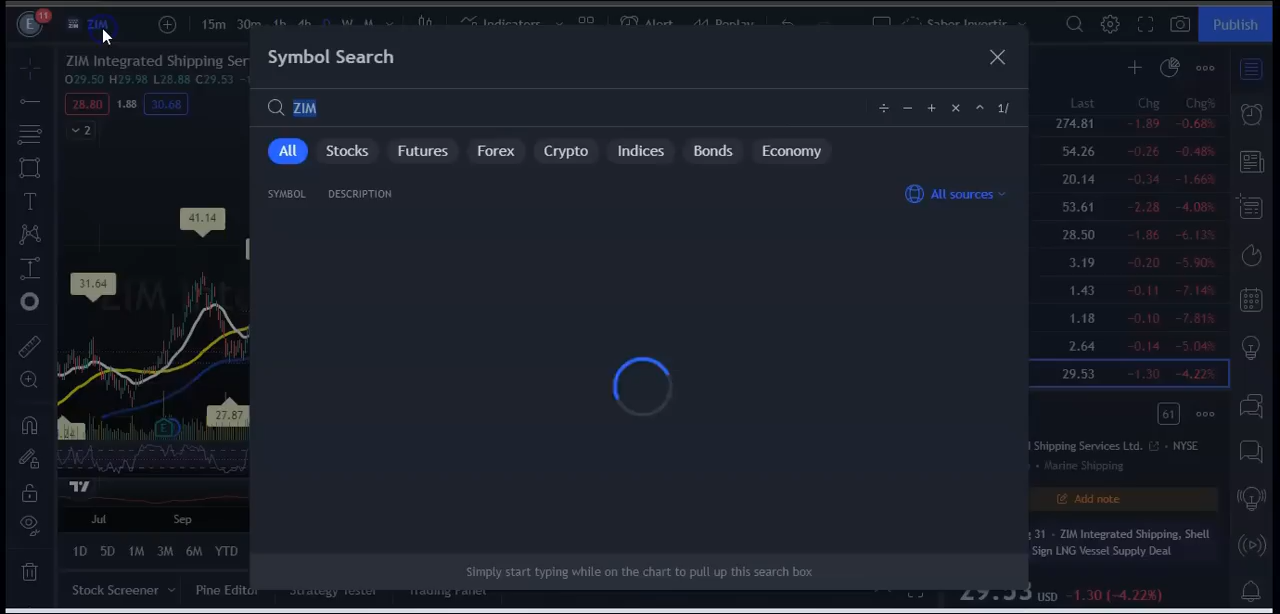 11
ZIM
15m 30m 1h 4h D W M Indicators Alert Replay Saber Invertir
Publish
Symbol Search
ZIM Integrated Shipping Ser
O29.50 H29.98 L28.88 C29.53
28.80 1.88 30.68
2
ZIM
÷ − + × ^ 1/
All Stocks Futures Forex Crypto Indices Bonds Economy
SYMBOL DESCRIPTION
All sources
Simply start typing while on the chart to pull up this search box
41.14
31.64
27.87
E
Jul Sep
1D 5D 1M 3M 6M YTD
Stock Screener Pine Editor Strategy Tester Trading Panel
Last Chg Chg%
274.81 −1.89 −0.68%
54.26 −0.26 −0.48%
20.14 −0.34 −1.66%
53.61 −2.28 −4.08%
28.50 −1.86 −6.13%
3.19 −0.20 −5.90%
1.43 −0.11 −7.14%
1.18 −0.10 −7.81%
2.64 −0.14 −5.04%
29.53 −1.30 −4.22%
61
Shipping Services Ltd. • NYSE
• Marine Shipping
Add note
31 • ZIM Integrated Shipping, Shell
Sign LNG Vessel Supply Deal
29.53 USD −1.30 (−4.22%)